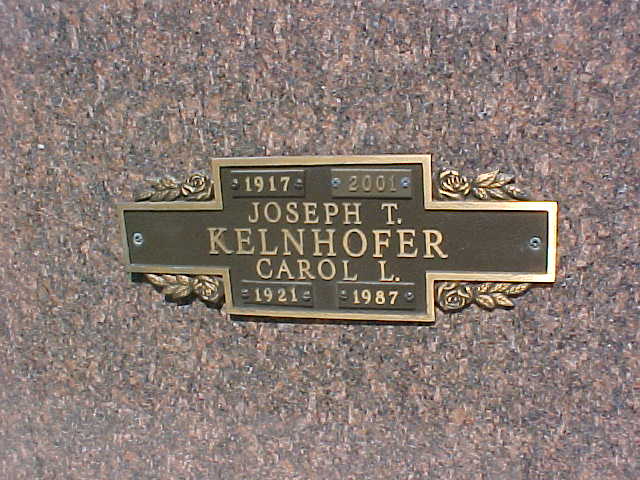 1917 2001
JOSEPH T.
KELNHOFER
CAROL L.
1921 1987